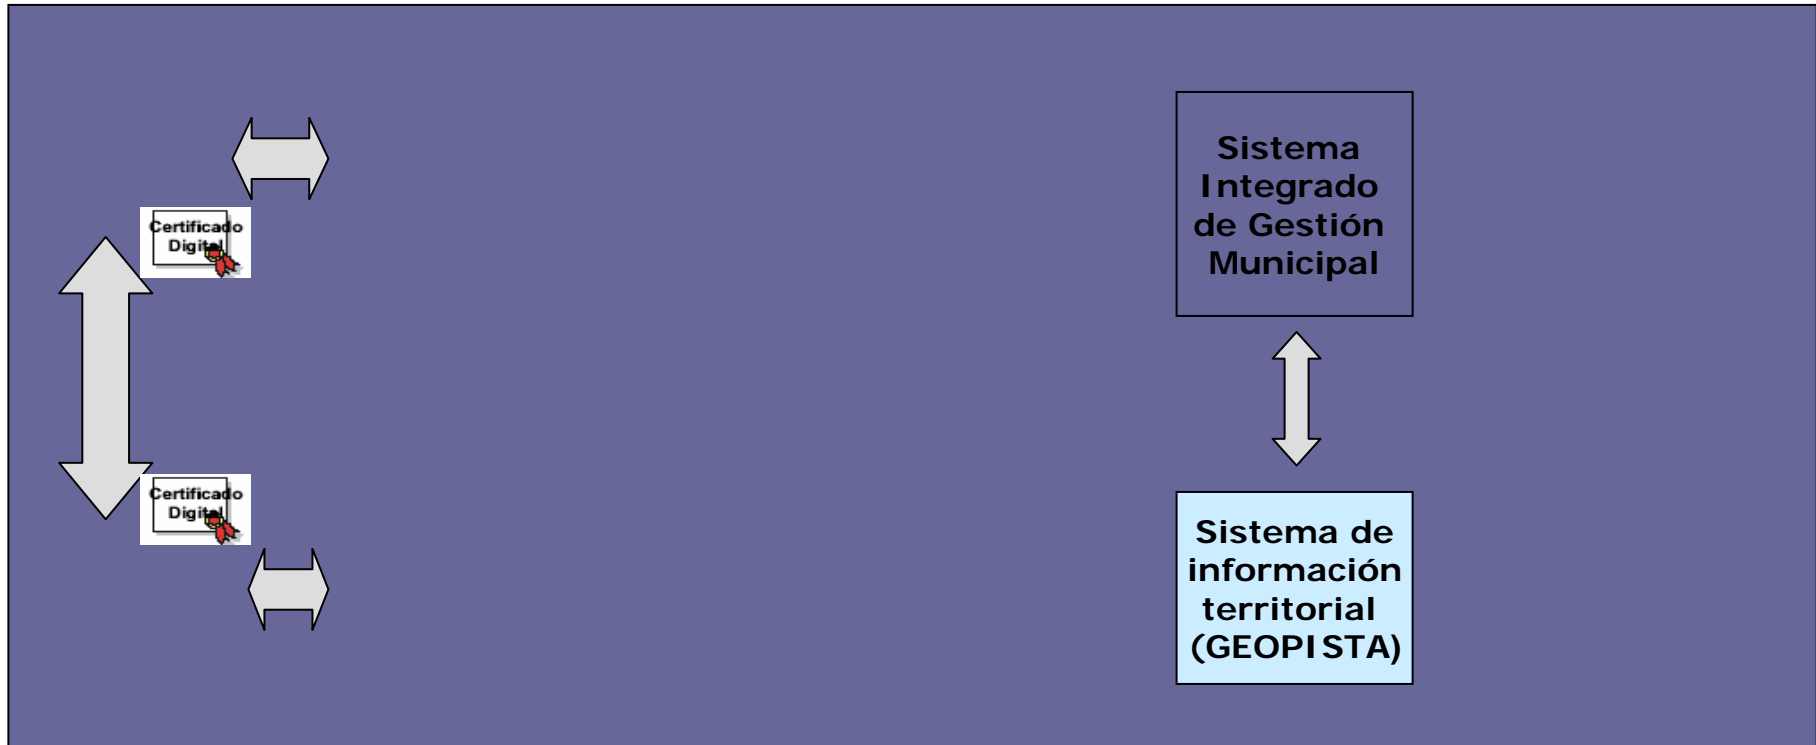 Sistema
Integrado
de Gestión
Municipal
Certificado
Digital
Certificado
Digital
Sistema de
información
territorial
(GEOPISTA)